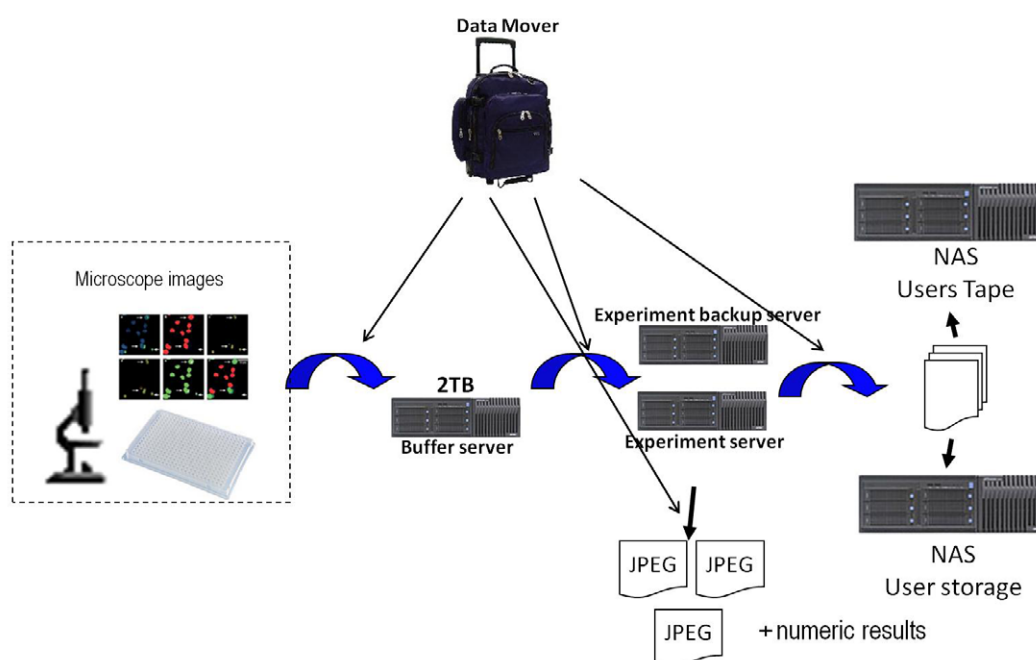 Data Mover
Microscope images
2TB
Buffer server
Experiment backup server
Experiment server
NAS
Users Tape
NAS
User storage
JPEG
JPEG
JPEG
+ numeric results